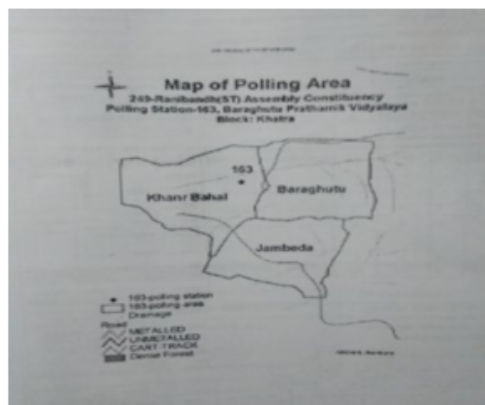 Map of Polling Area
249-Ranibandh(ST) Assembly Constituency
Polling Station-163, Baraghutu Prathamik Vidyalaya
Block: Khatra
163
Khanr Bahal
Baraghutu
Jambeda
163-polling station
163-polling area
Drainage
Road
METALLED
UNMETALLED
CART-TRACK
Dense Forest